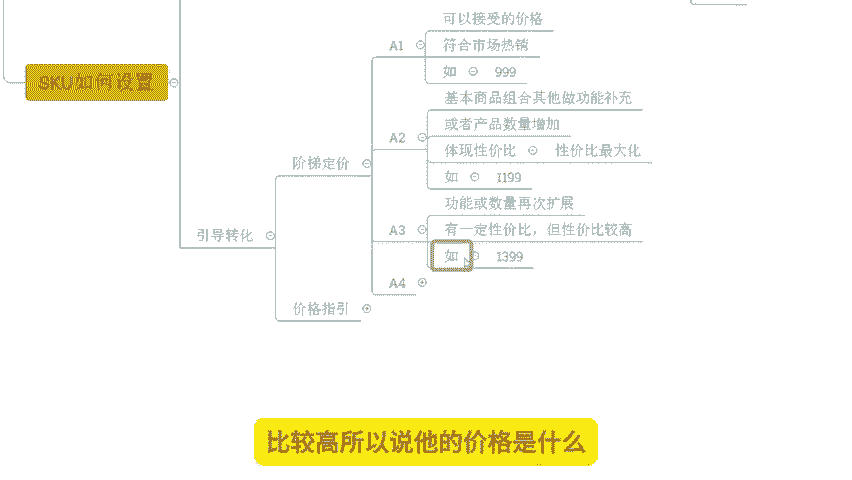 可以接受的价格
A1
符合市场热销
如 999
SKU如何设置
基本商品组合其他做功能补充
或者产品数量增加
A2
体现性价比 性价比最大化
如 1199
阶梯定价
功能或数量再次扩展
A3
有一定性价比，但性价比较高
如 1399
引导转化
A4
价格指引
比较高所以说他的价格是什么